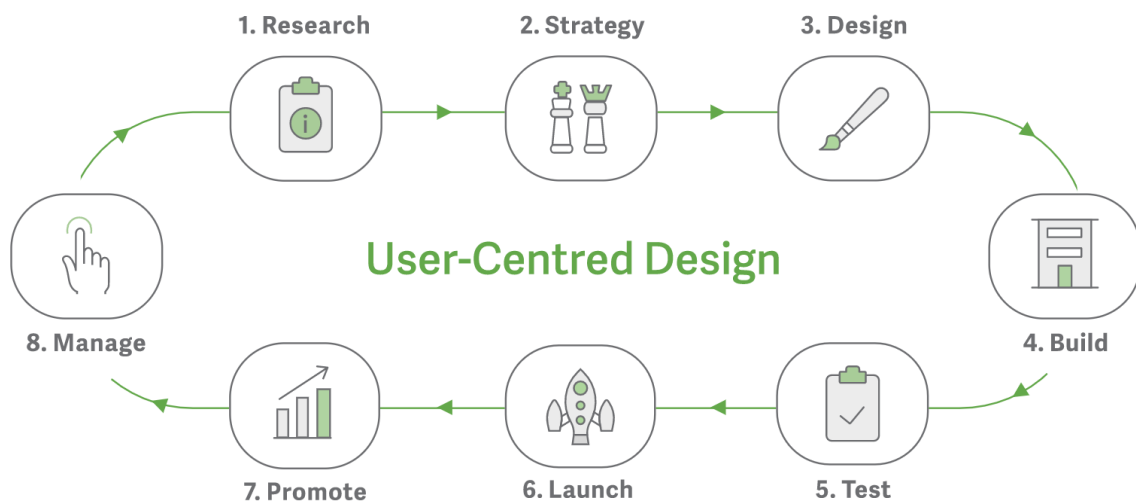 1. Research
2. Strategy
3. Design
User-Centred Design
8. Manage
4. Build
7. Promote
6. Launch
5. Test